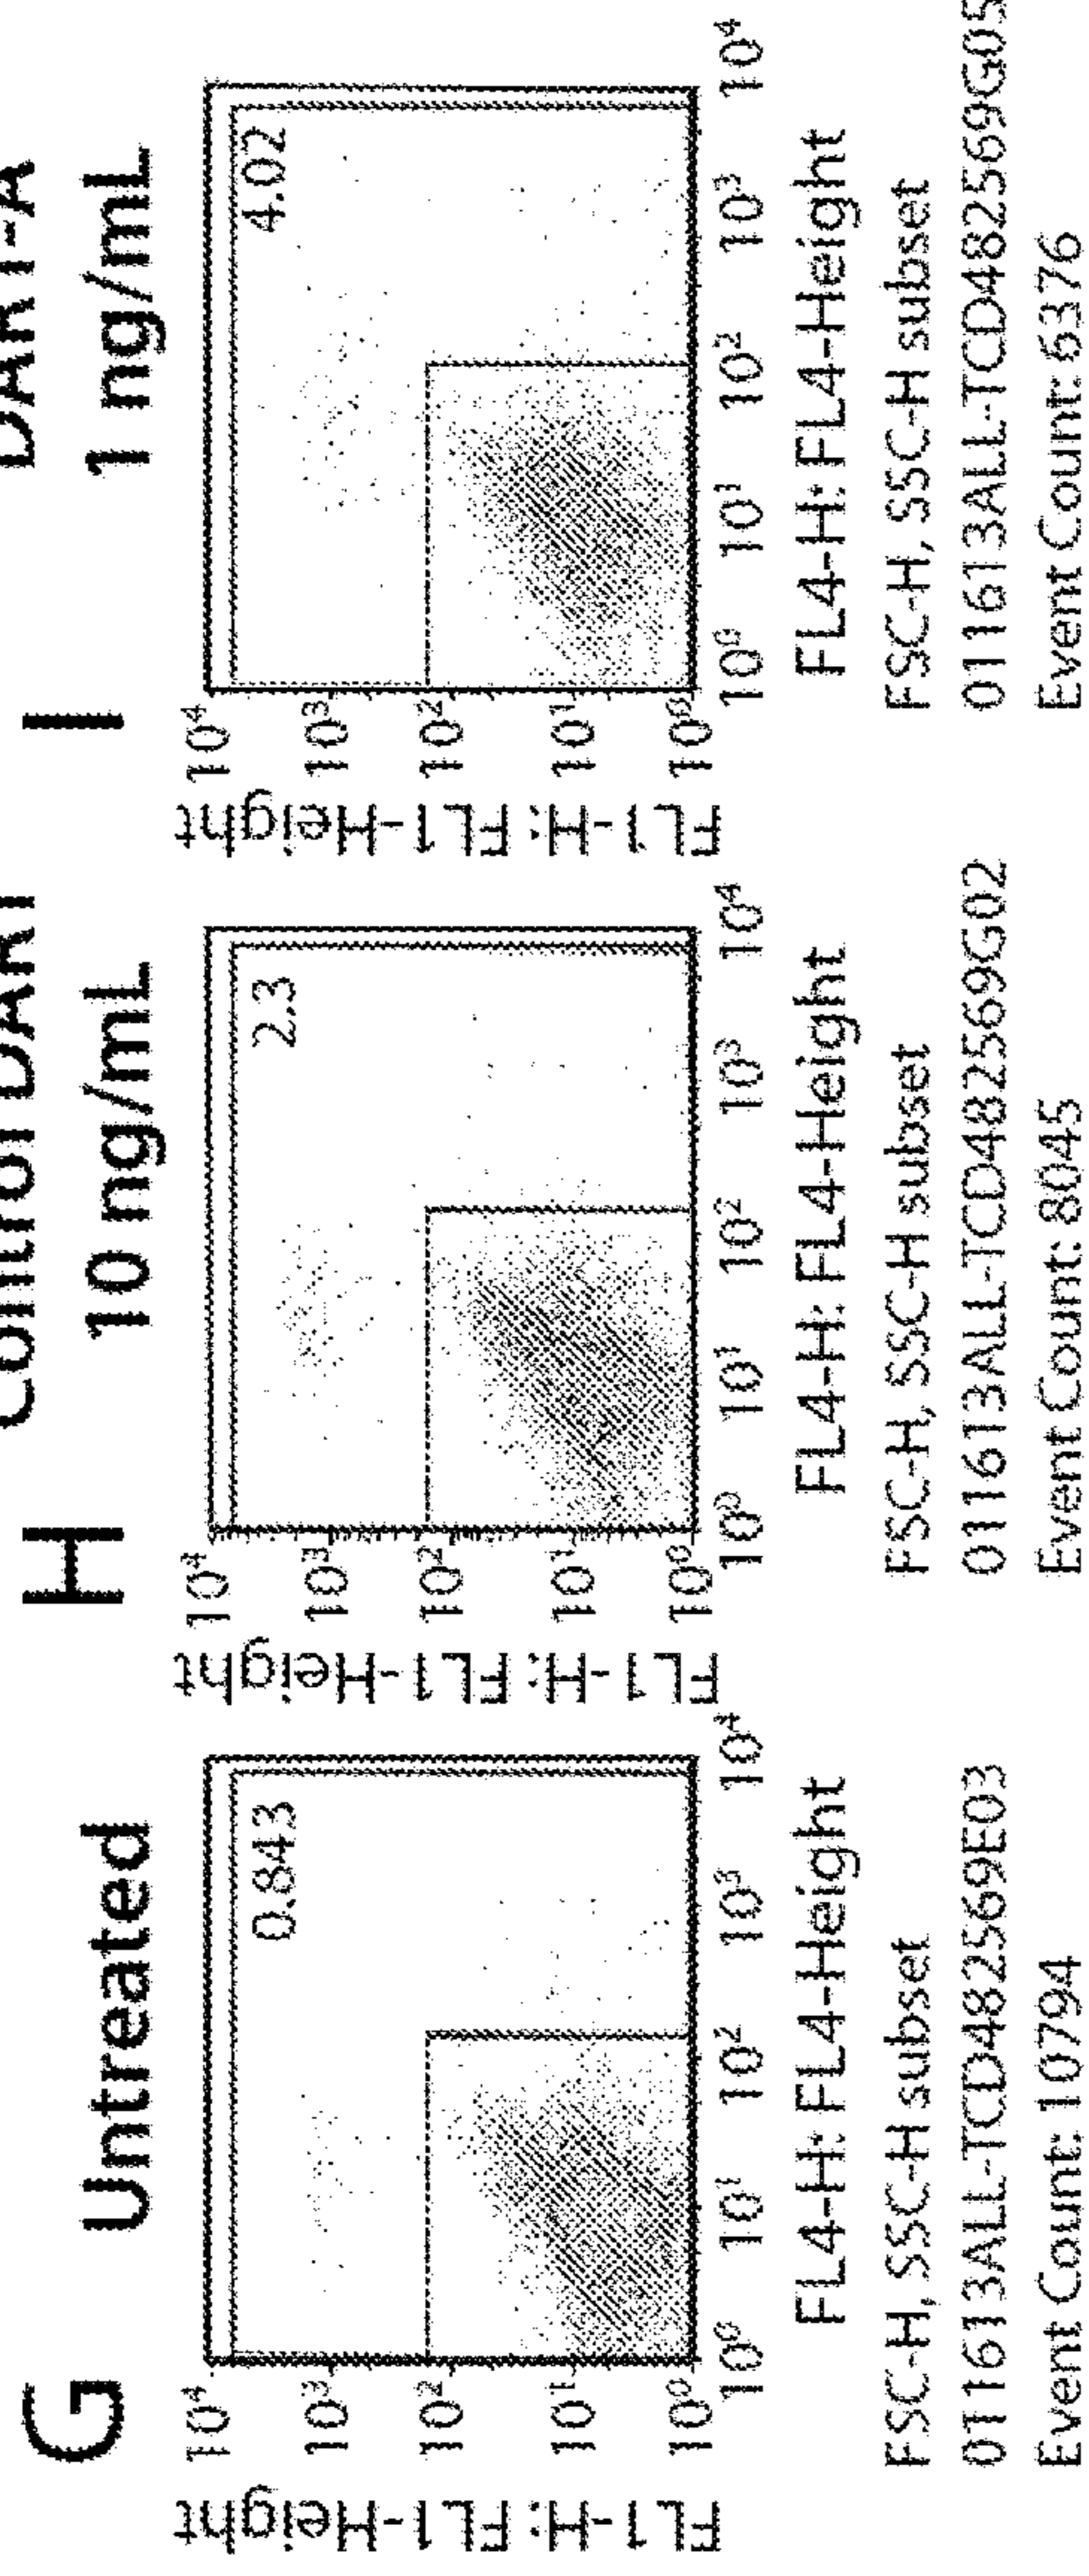 G
Untreated
FL1-H: FL1-Height
10⁴
10³
10²
10¹
10⁰
0.843
10⁰ 10¹ 10² 10³ 10⁴
FL4-H: FL4-Height
FSC-H, SSC-H subset
011613ALL-TCD482569E03
Event Count: 10794
H
Control DART
10 ng/mL
FL1-H: FL1-Height
10⁴
10³
10²
10¹
10⁰
2.3
10⁰ 10¹ 10² 10³ 10⁴
FL4-H: FL4-Height
FSC-H, SSC-H subset
011613ALL-TCD482569G02
Event Count: 8045
I
DART-A
1 ng/mL
FL1-H: FL1-Height
10⁴
10³
10²
10¹
10⁰
4.02
10⁰ 10¹ 10² 10³ 10⁴
FL4-H: FL4-Height
FSC-H, SSC-H subset
011613ALL-TCD482569G05
Event Count: 6376